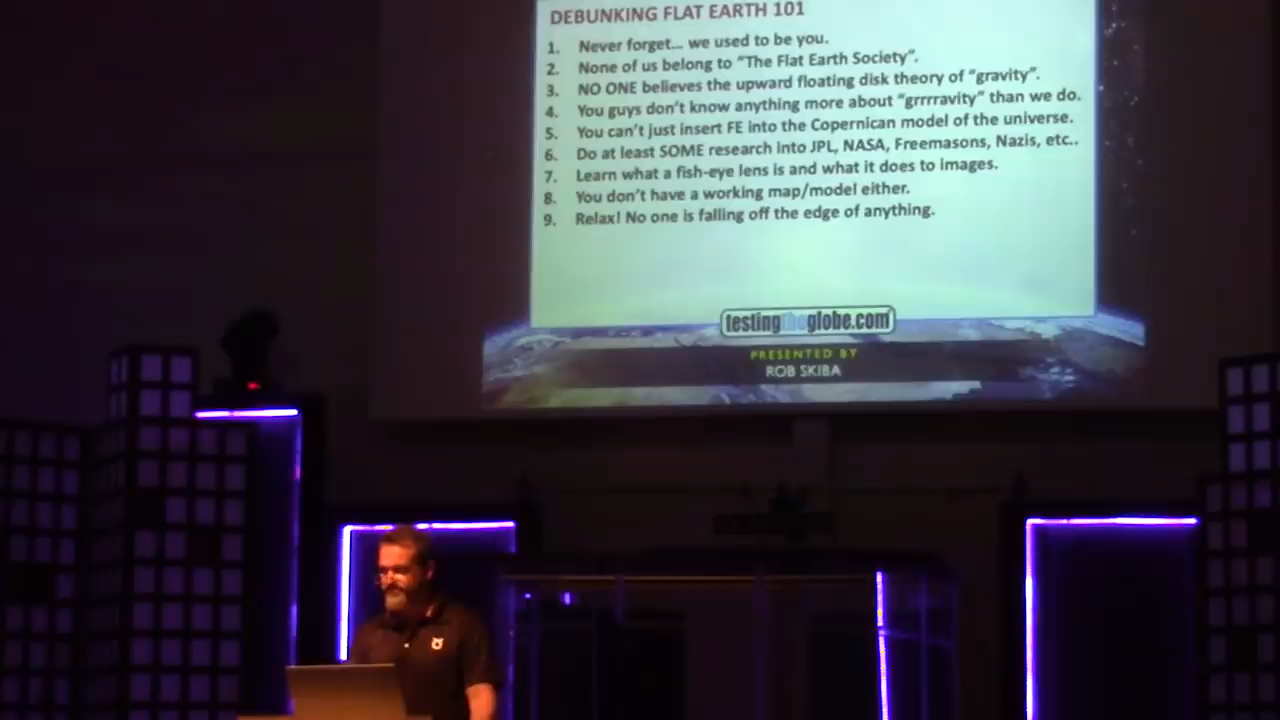 DEBUNKING FLAT EARTH 101
1. Never forget... we used to be you.
2. None of us belong to "The Flat Earth Society".
3. NO ONE believes the upward floating disk theory of "gravity".
4. You guys don't know anything more about "grrrravity" than we do.
5. You can't just insert FE into the Copernican model of the universe.
6. Do at least SOME research into JPL, NASA, Freemasons, Nazis, etc..
7. Learn what a fish-eye lens is and what it does to images.
8. You don't have a working map/model either.
9. Relax! No one is falling off the edge of anything.
testingtheglobe.com
PRESENTED BY
ROB SKIBA